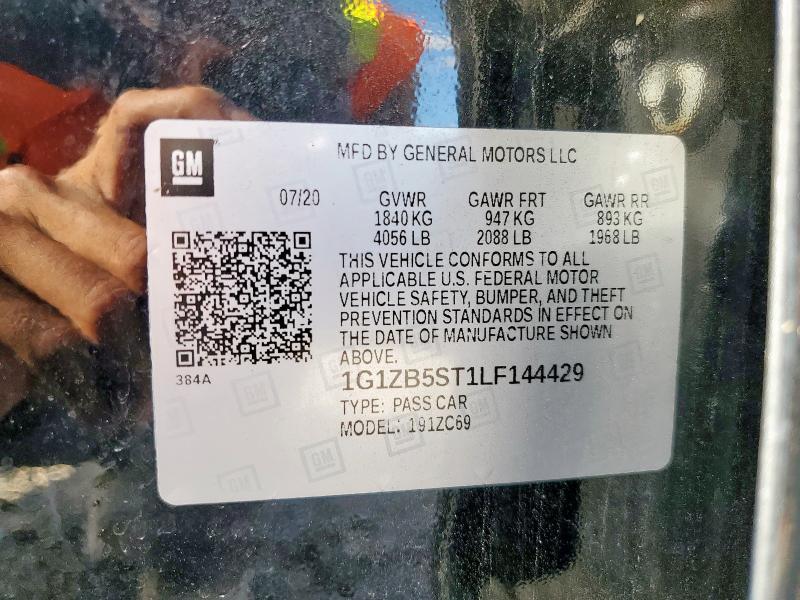 GM
MFD BY GENERAL MOTORS LLC
07/20 GVWR GAWR FRT GAWR RR
1840 KG 947 KG 893 KG
4056 LB 2088 LB 1968 LB
THIS VEHICLE CONFORMS TO ALL
APPLICABLE U.S. FEDERAL MOTOR
VEHICLE SAFETY, BUMPER, AND THEFT
PREVENTION STANDARDS IN EFFECT ON
THE DATE OF MANUFACTURE SHOWN
ABOVE.
384A
1G1ZB5ST1LF144429
TYPE: PASS CAR
MODEL: 191ZC69